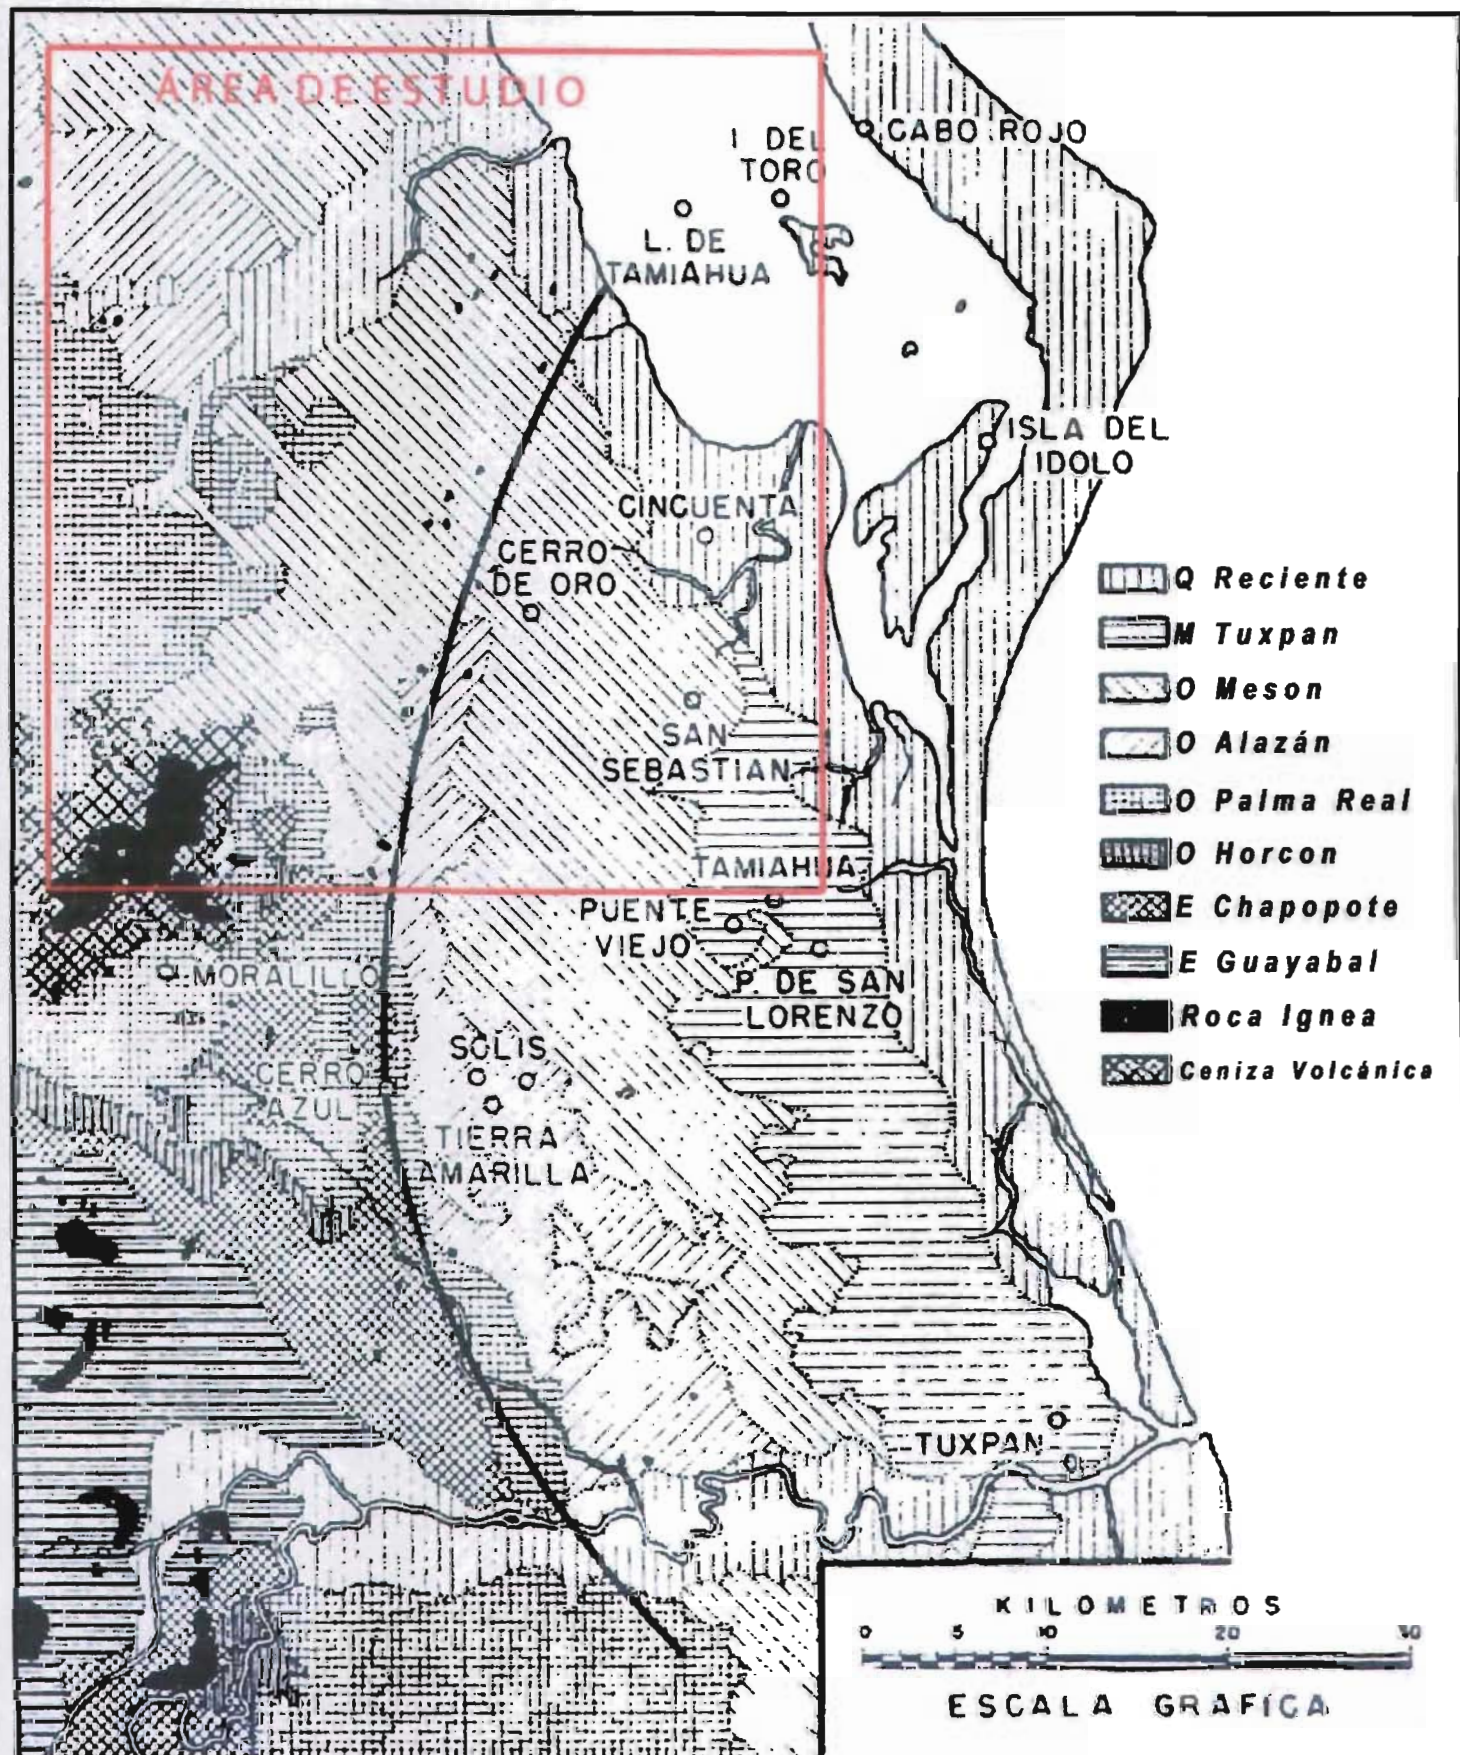 ÁREA DE ESTUDIO
CABO ROJO
I. DEL
TORO
L. DE
TAMIAHUA
ISLA DEL
IDOLO
CINCUENTA
CERRO
DE ORO
SAN
SEBASTIAN
TAMIAHUA
PUENTE
VIEJO
P. DE SAN
LORENZO
MORALILLO
SOLIS
CERRO
AZUL
TIERRA
AMARILLA
TUXPAN
Q Reciente
M Tuxpan
O Meson
O Alazán
O Palma Real
O Horcon
E Chapopote
E Guayabal
Roca Ignea
Ceniza Volcánica
KILOMETROS
0 5 10 20 30
ESCALA GRAFICA